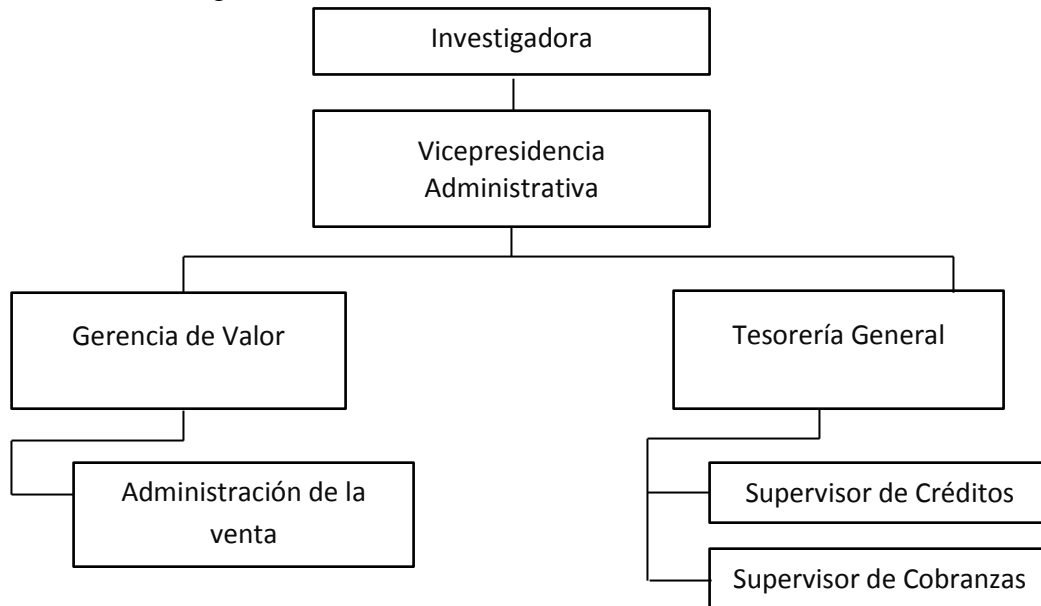 Investigadora
Vicepresidencia
Administrativa
Gerencia de Valor
Tesorería General
Administración de la
venta
Supervisor de Créditos
Supervisor de Cobranzas